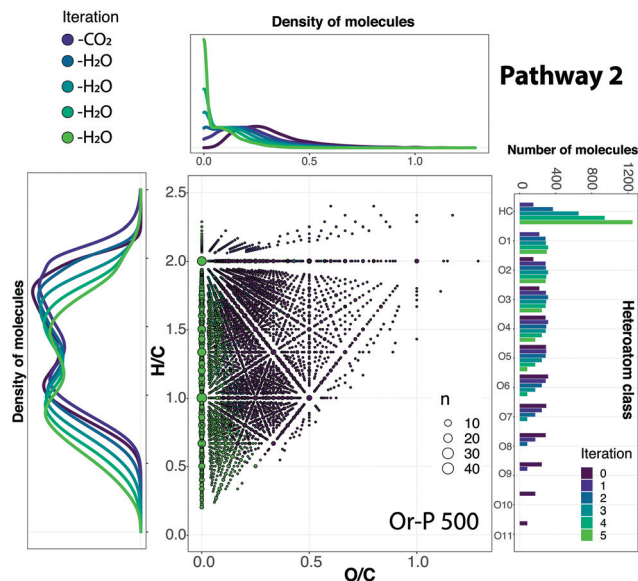 Iteration
-CO₂
-H₂O
-H₂O
-H₂O
-H₂O
Density of molecules
0.0 0.5 1.0
Pathway 2
Density of molecules
H/C
2.5
2.0
1.5
1.0
0.5
0.0
n
10
20
30
40
Or-P 500
0.0 0.5 1.0
O/C
Number of molecules
0 400 800 1200
HC
O1
O2
O3
O4
O5
O6
O7
O8
O9
O10
O11
Heteroatom class
Iteration
0
1
2
3
4
5